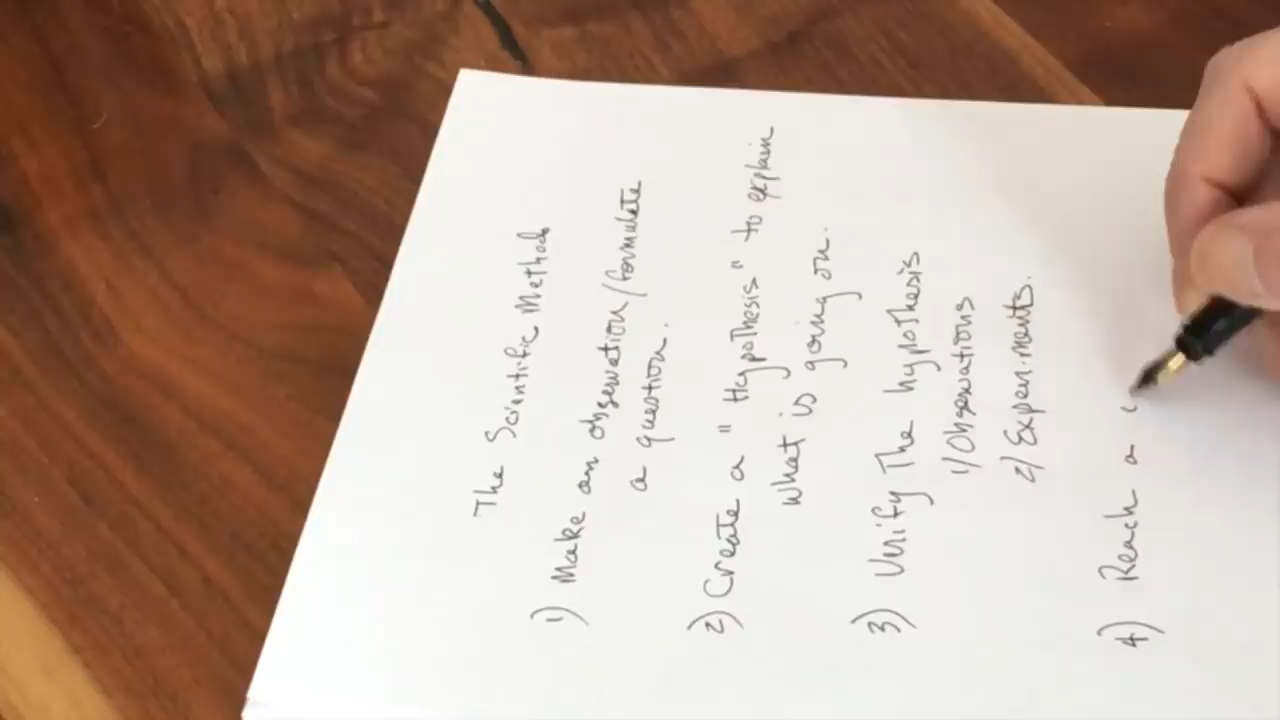 The Scientific Method
1) Make an observation/formulate
a question.
2) Create a "Hypothesis" to explain
what is going on.
3) Verify The hypothesis
1/Observations
2/ Experiments.
4) Reach a c